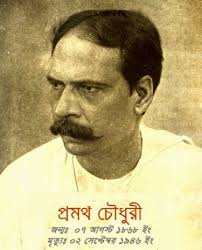 প্রমথ চৌধুরী
জন্মঃ ০৭ আগস্ট ১৮৬৮ ইং
মৃত্যুঃ ০২ সেপ্টেম্বর ১৯৪৬ ইং